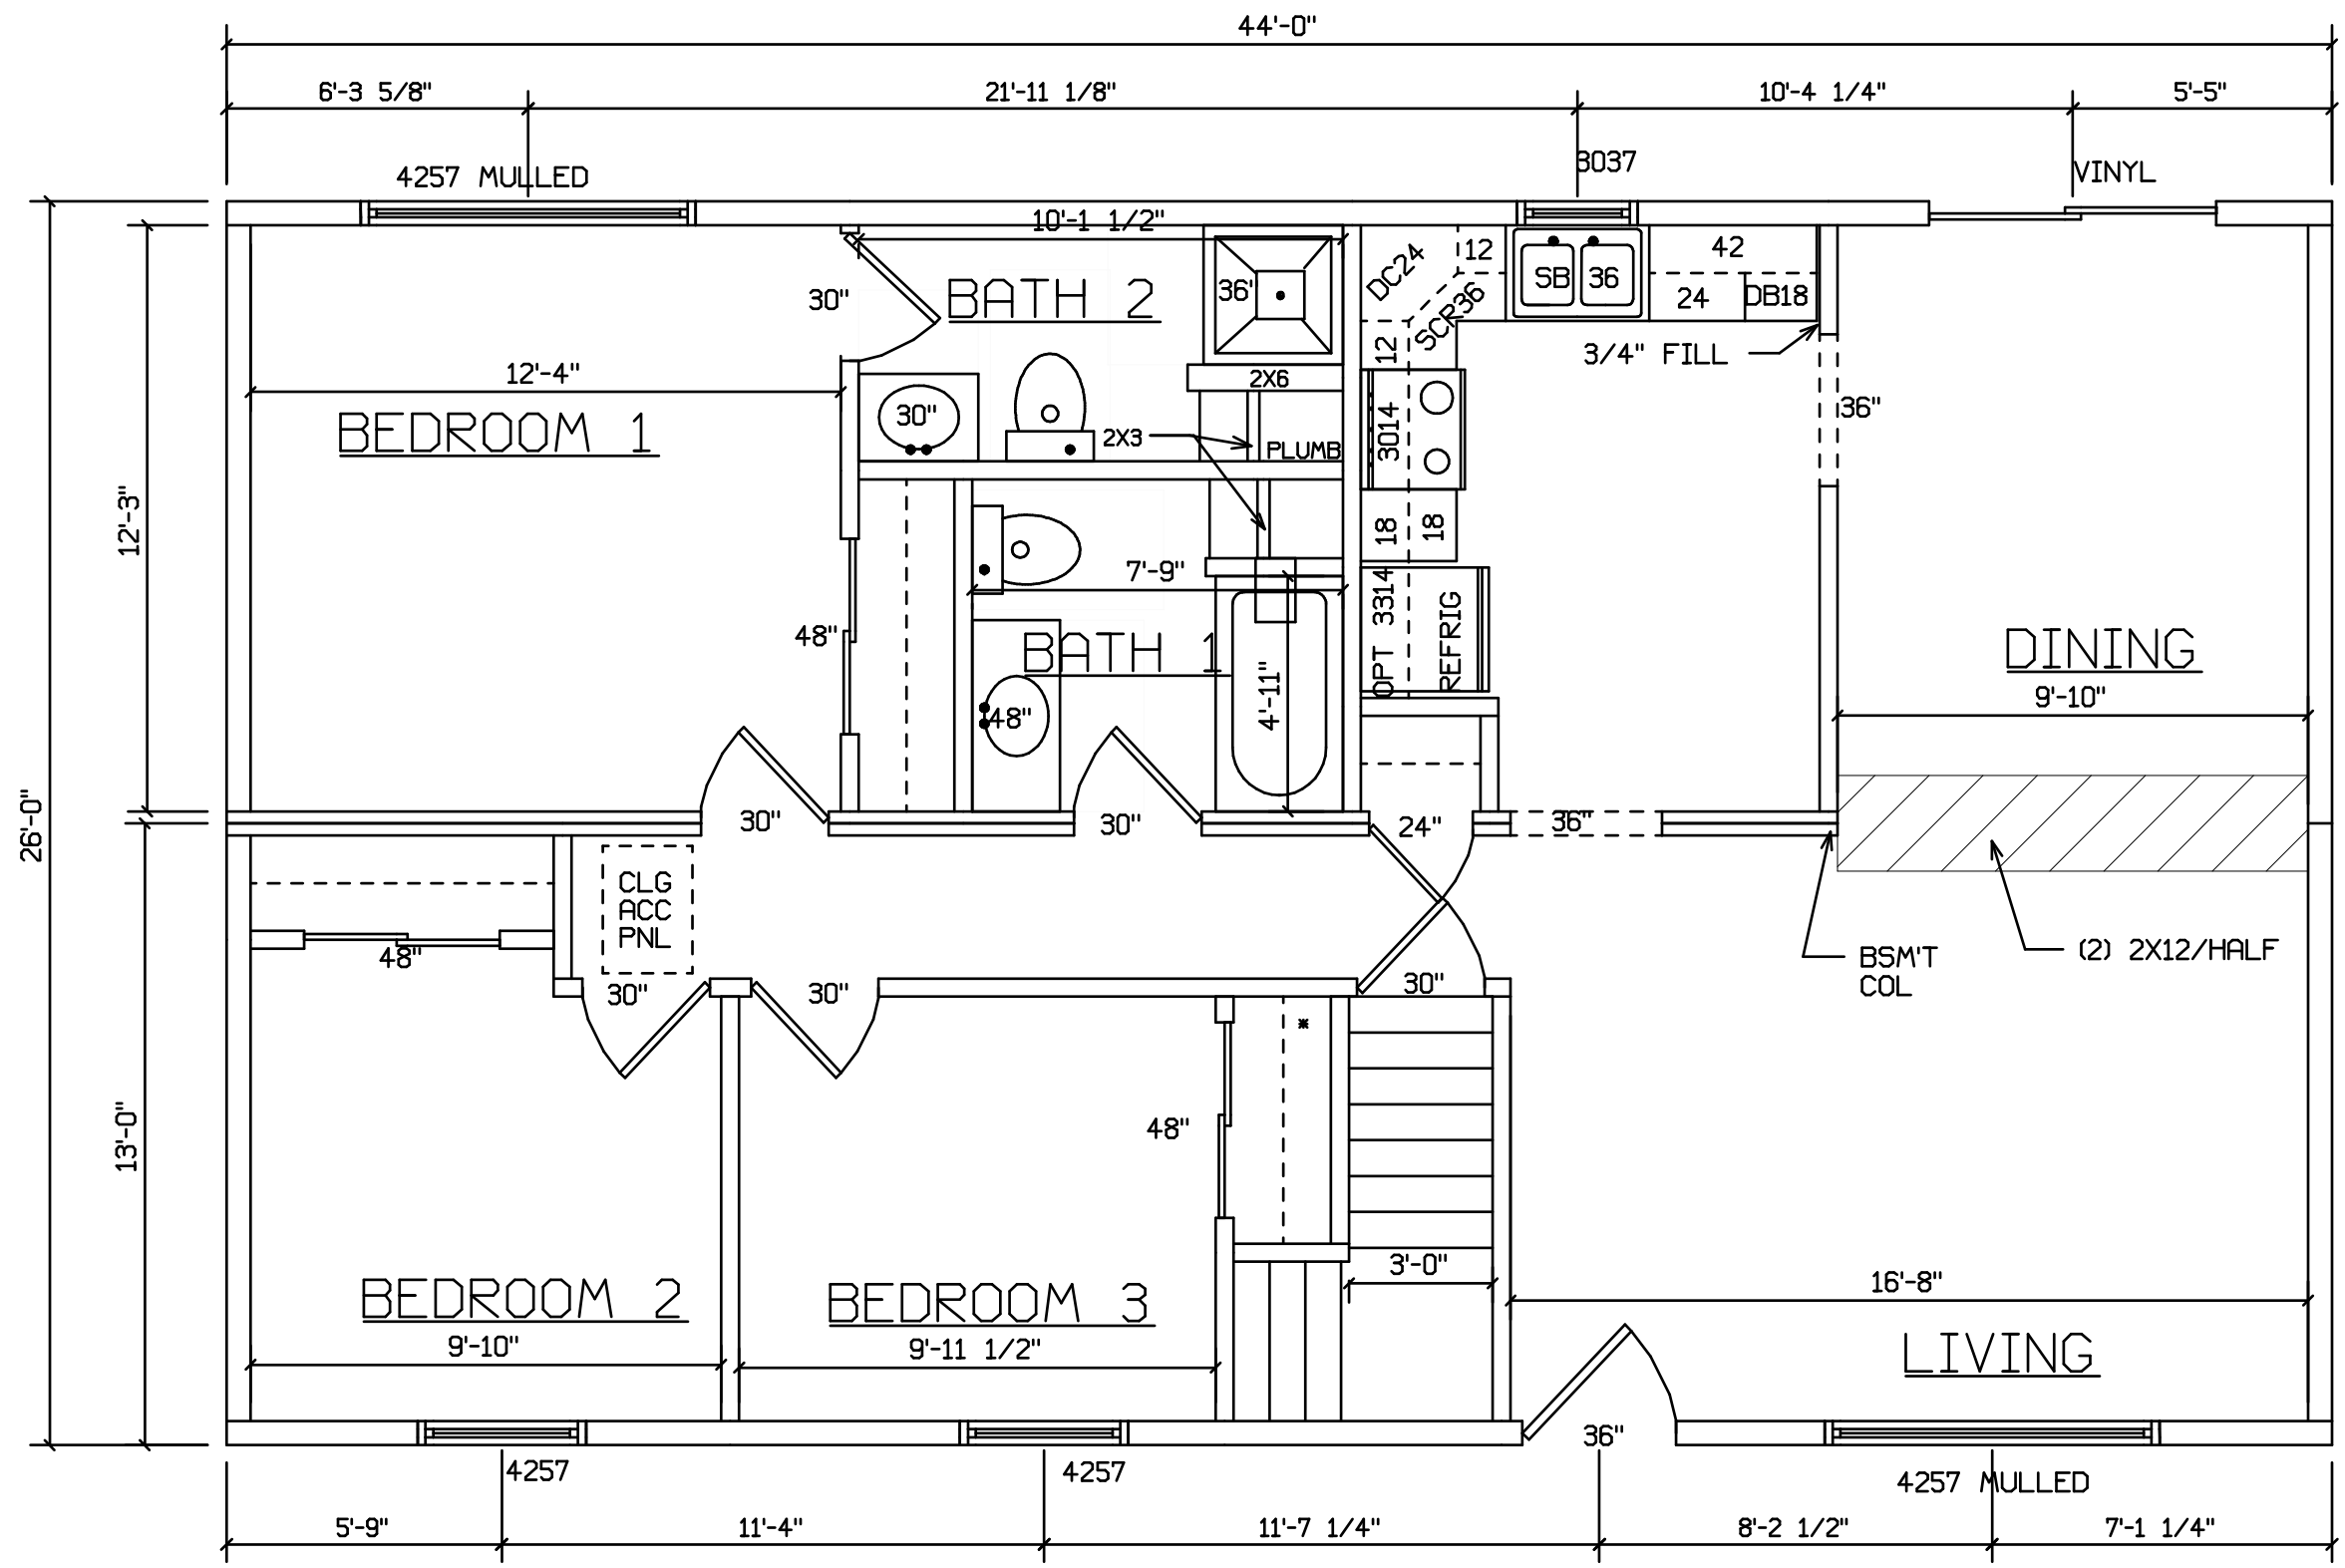 44'-0"
6'-3 5/8"
21'-11 1/8"
10'-4 1/4"
5'-5"
4257 MULLED
3037
VINYL
10'-1 1/2"
30"
BATH 2
36'
DC24
12
SB 36
42
24
DB18
SCP36
12
3/4" FILL
12'-4"
BEDROOM 1
30"
2X6
2X3
PLUMB
3014
36"
12'-3"
18
18
7'-9"
48"
BATH 1
48"
4'-11"
OPT 3314
REFRIG
DINING
9'-10"
26'-0"
30"
30"
24"
36"
CLG
ACC
PNL
48"
30"
30"
30"
BSM'T
COL
(2) 2X12/HALF
*
13'-0"
48"
3'-0"
16'-8"
BEDROOM 2
9'-10"
BEDROOM 3
9'-11 1/2"
LIVING
36"
4257
4257
4257 MULLED
5'-9"
11'-4"
11'-7 1/4"
8'-2 1/2"
7'-1 1/4"